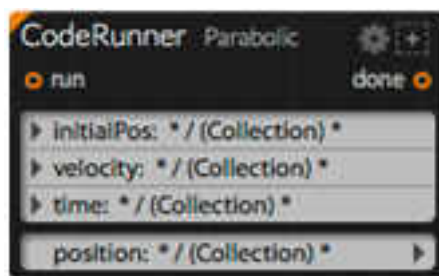 CodeRunner Parabolic
run done
initialPos: * / (Collection) *
velocity: * / (Collection) *
time: * / (Collection) *
position: * / (Collection) *